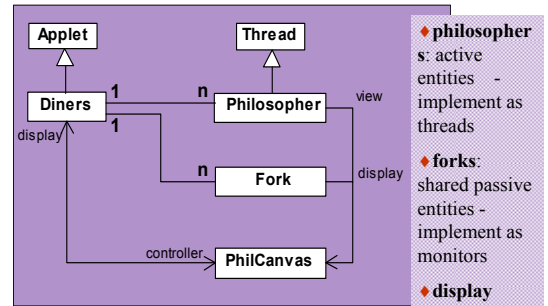 Applet
Thread
Diners
1
n
Philosopher
view
1
display
n
Fork
display
controller
PhilCanvas
♦philosopher
s: active
entities -
implement as
threads
♦forks:
shared passive
entities -
implement as
monitors
♦display